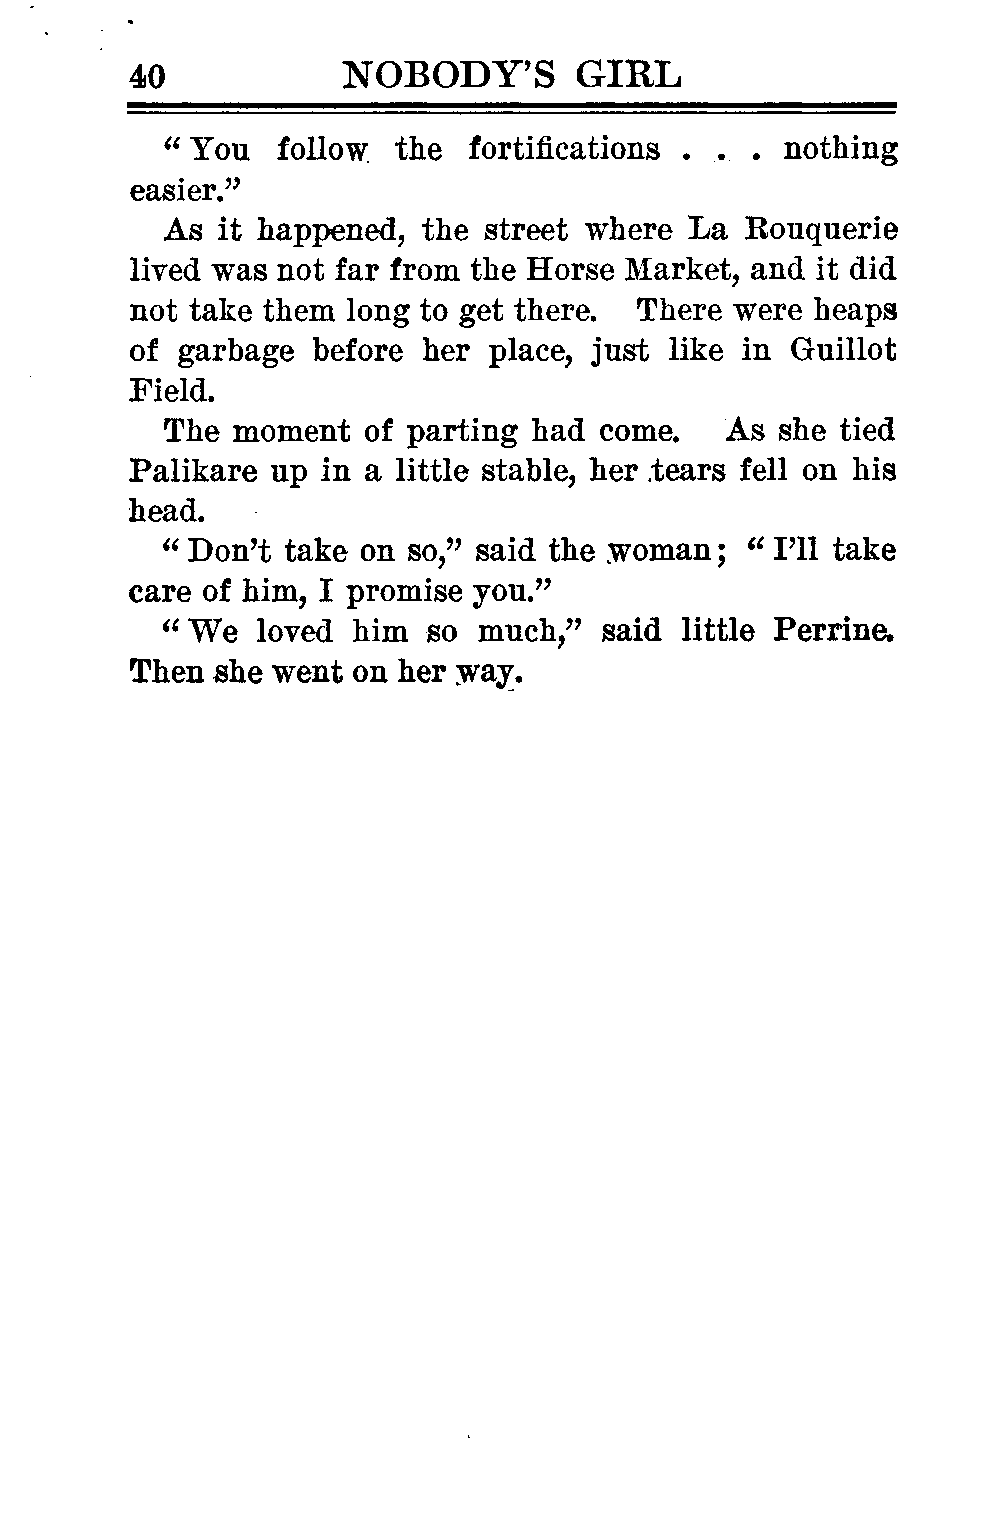 40 NOBODY'S GIRL
“You follow the fortifications . . . nothing
easier.”
As it happened, the street where La Rouquerie
lived was not far from the Horse Market, and it did
not take them long to get there. There were heaps
of garbage before her place, just like in Guillot
Field.
The moment of parting had come. As she tied
Palikare up in a little stable, her tears fell on his
head.
“Don't take on so,” said the woman; “I'll take
care of him, I promise you.”
“We loved him so much,” said little Perrine.
Then she went on her way.